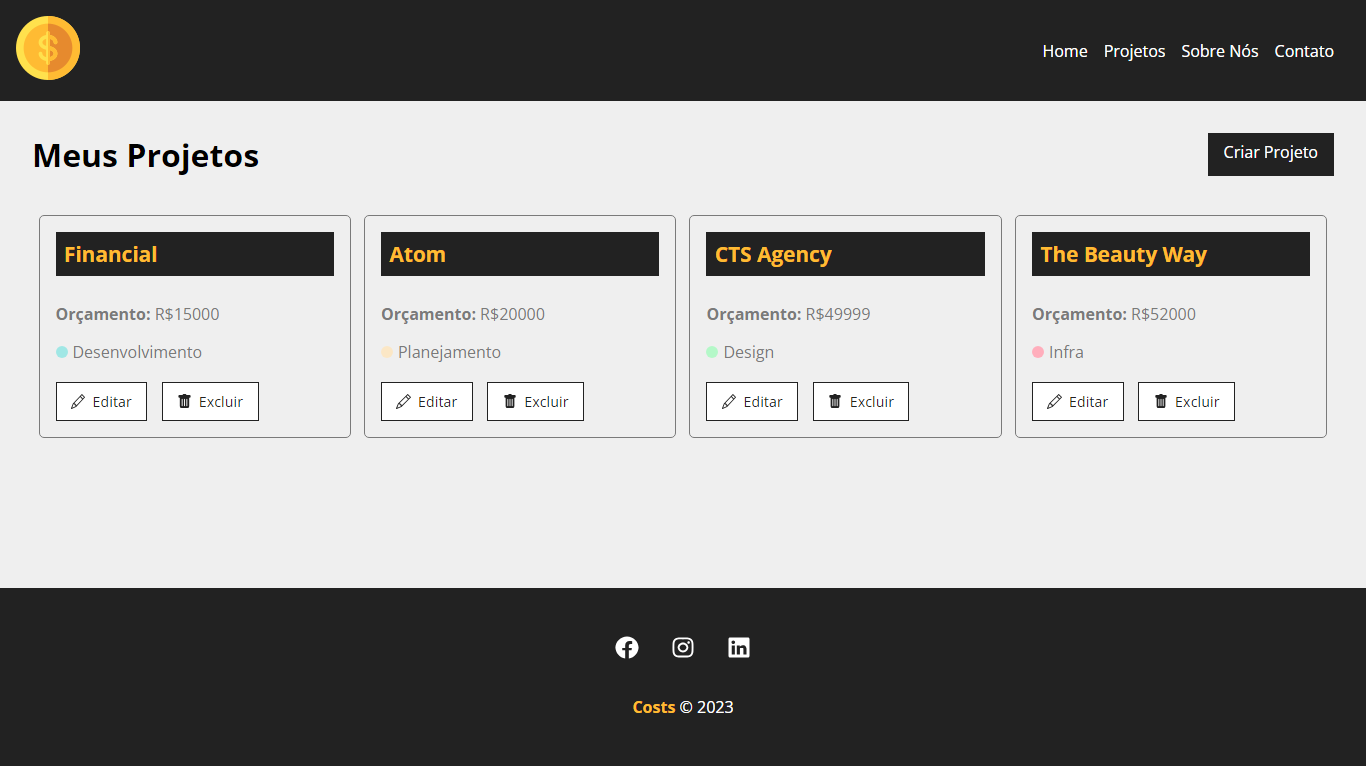 $
Home Projetos Sobre Nós Contato
Meus Projetos
Criar Projeto
Financial
Orçamento: R$15000
Desenvolvimento
Editar Excluir
Atom
Orçamento: R$20000
Planejamento
Editar Excluir
CTS Agency
Orçamento: R$49999
Design
Editar Excluir
The Beauty Way
Orçamento: R$52000
Infra
Editar Excluir
Costs © 2023